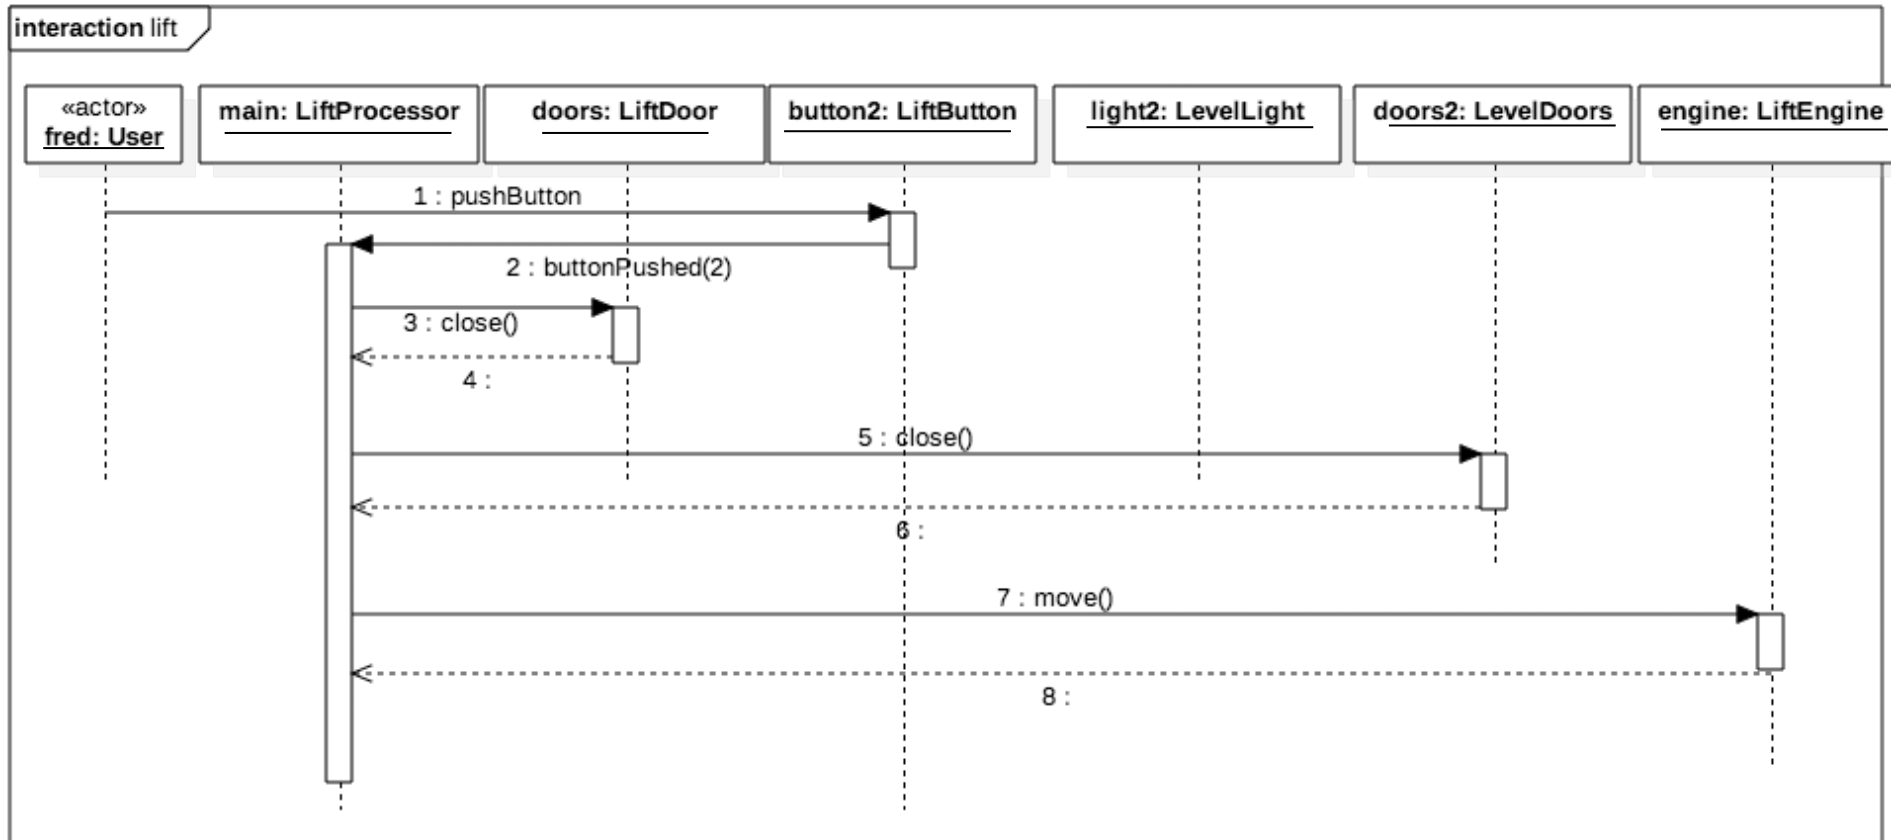 interaction lift
«actor»
fred: User
main: LiftProcessor
doors: LiftDoor
button2: LiftButton
light2: LevelLight
doors2: LevelDoors
engine: LiftEngine
1 : pushButton
2 : buttonPushed(2)
3 : close()
4 :
5 : close()
6 :
7 : move()
8 :